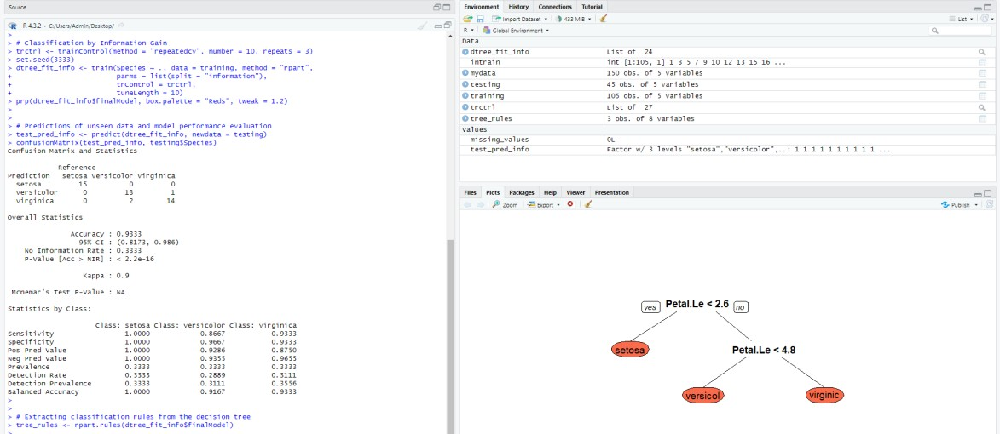 Source
R 4.3.2 · C:/Users/Admin/Desktop/
>
> # Classification by Information Gain
> trctrl <- trainControl(method = "repeatedcv", number = 10, repeats = 3)
> set.seed(3333)
> dtree_fit_info <- train(Species ~ ., data = training, method = "rpart",
+ parms = list(split = "information"),
+ trControl = trctrl,
+ tuneLength = 10)
> prp(dtree_fit_info$finalModel, box.palette = "Reds", tweak = 1.2)
>
>
> # Predictions of unseen data and model performance evaluation
> test_pred_info <- predict(dtree_fit_info, newdata = testing)
> confusionMatrix(test_pred_info, testing$Species)
Confusion Matrix and Statistics
Reference
Prediction setosa versicolor virginica
setosa 15 0 0
versicolor 0 13 1
virginica 0 2 14
Overall Statistics
Accuracy : 0.9333
95% CI : (0.8173, 0.986)
No Information Rate : 0.3333
P-Value [Acc > NIR] : < 2.2e-16
Kappa : 0.9
Mcnemar's Test P-Value : NA
Statistics by Class:
Class: setosa Class: versicolor Class: virginica
Sensitivity 1.0000 0.8667 0.9333
Specificity 1.0000 0.9667 0.9333
Pos Pred Value 1.0000 0.9286 0.8750
Neg Pred Value 1.0000 0.9355 0.9655
Prevalence 0.3333 0.3333 0.3333
Detection Rate 0.3333 0.2889 0.3111
Detection Prevalence 0.3333 0.3111 0.3556
Balanced Accuracy 1.0000 0.9167 0.9333
>
>
> # Extracting classification rules from the decision tree
> tree_rules <- rpart.rules(dtree_fit_info$finalModel)
>
Environment History Connections Tutorial
Import Dataset 433 MiB List
R Global Environment
Data
dtree_fit_info List of 24
intrain int [1:105, 1] 1 3 5 7 9 10 12 13 15 16 ...
mydata 150 obs. of 5 variables
testing 45 obs. of 5 variables
training 105 obs. of 5 variables
trctrl List of 27
tree_rules 3 obs. of 8 variables
Values
missing_values 0L
test_pred_info Factor w/ 3 levels "setosa","versicolor",..: 1 1 1 1 1 1 1 1 1 1 ...
Files Plots Packages Help Viewer Presentation
Zoom Export Publish
yes Petal.Le < 2.6 no
setosa Petal.Le < 4.8
versicol virginic